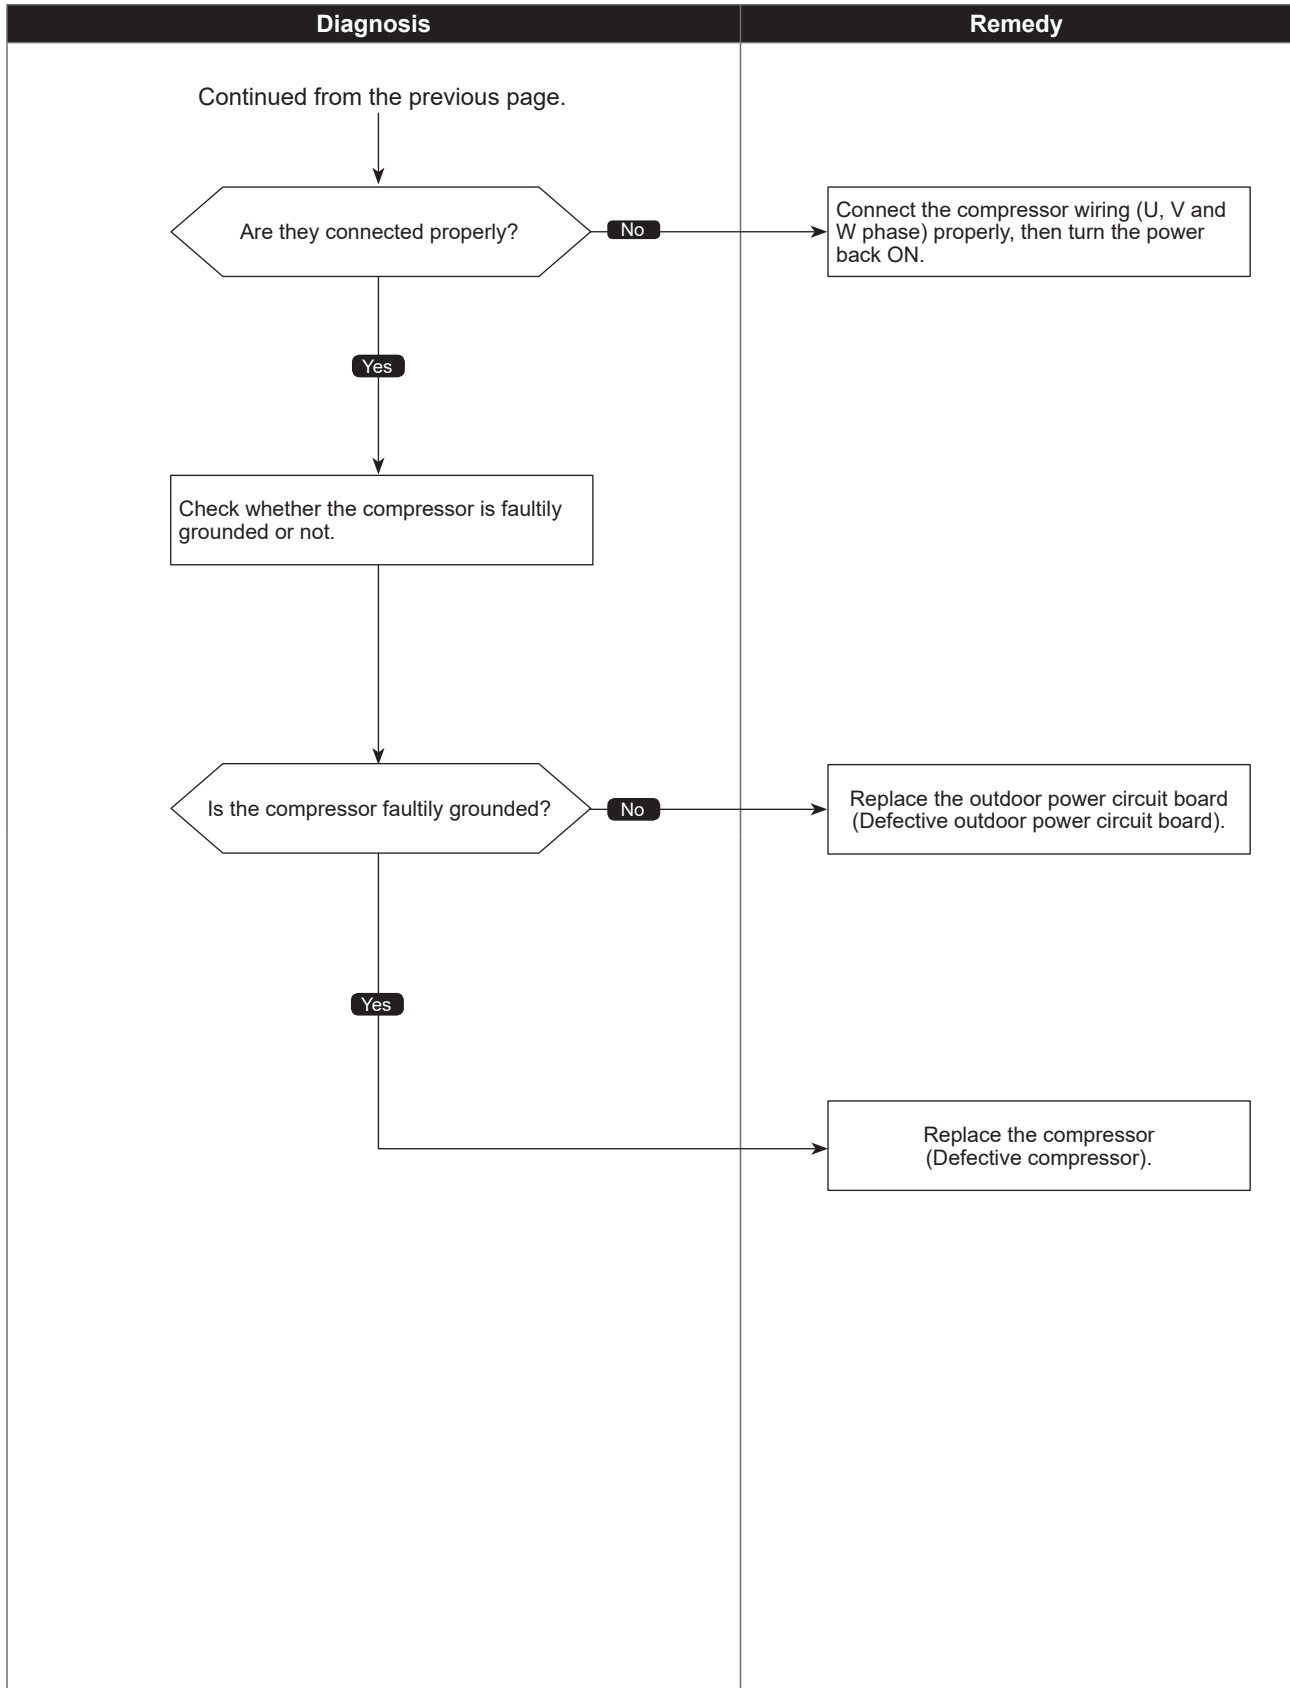 Diagnosis
Remedy
Continued from the previous page.
Are they connected properly?
No
Connect the compressor wiring (U, V and
W phase) properly, then turn the power
back ON.
Yes
Check whether the compressor is faultily
grounded or not.
Is the compressor faultily grounded?
No
Replace the outdoor power circuit board
(Defective outdoor power circuit board).
Yes
Replace the compressor
(Defective compressor).